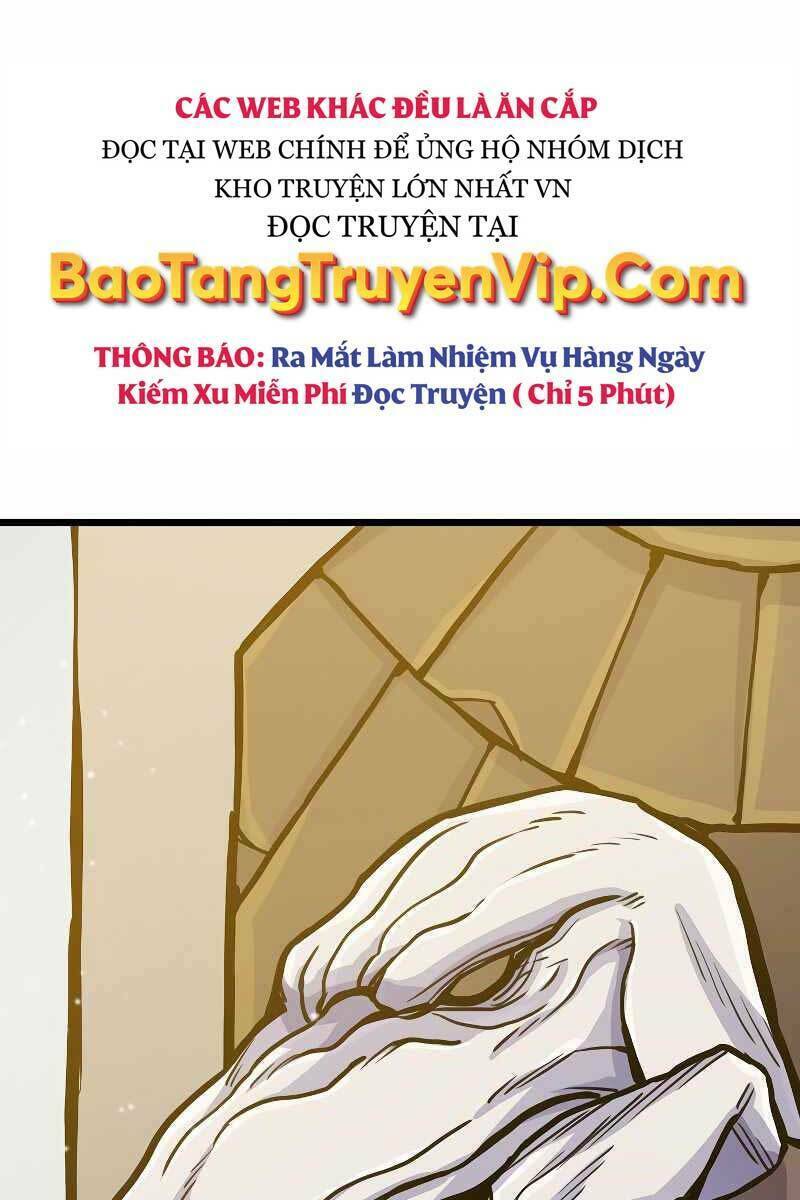 CÁC WEB KHÁC ĐỀU LÀ ĂN CẮP
ĐỌC TẠI WEB CHÍNH ĐỂ ỦNG HỘ NHÓM DỊCH
KHO TRUYỆN LỚN NHẤT VN
ĐỌC TRUYỆN TẠI
BaoTangTruyenVip.Com
THÔNG BÁO: Ra Mắt Làm Nhiệm Vụ Hàng Ngày
Kiếm Xu Miễn Phí Đọc Truyện ( Chỉ 5 Phút)